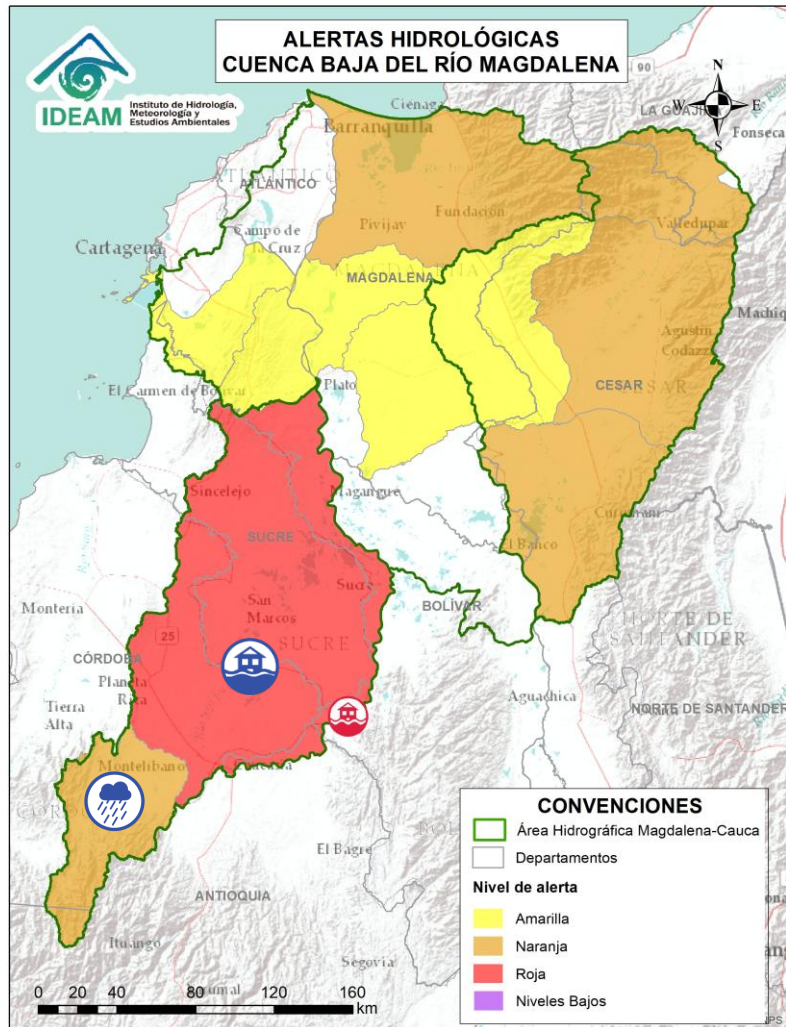 ALERTAS HIDROLÓGICAS
CUENCA BAJA DEL RÍO MAGDALENA
IDEAM
Instituto de Hidrología,
Meteorología y
Estudios Ambientales
N
W
E
S
90
Ciénaga
LA GUAJIRA
Fonseca
Barranquilla
ATLÁNTICO
Pivijay
Fundación
Valledupar
Campo de
la Cruz
Cartagena
MAGDALENA
Agustín
Codazzi
CESAR
El Carmen de Bolívar
Plato
Sincelejo
Magangue
Curumaní
SUCRE
El Banco
Sucre
San
Marcos
BOLÍVAR
SUCRE
NORTE DE
SANTANDER
Montería
25
CÓRDOBA
Planeta
Rica
Tierra
Alta
Aguachica
NORTE DE SANTANDER
Montelibano
Caucasia
El Bagre
ANTIOQUIA
Ituango
Segovia
0 20 40 80 120 160
km
CONVENCIONES
Área Hidrográfica Magdalena-Cauca
Departamentos
Nivel de alerta
Amarilla
Naranja
Roja
Niveles Bajos